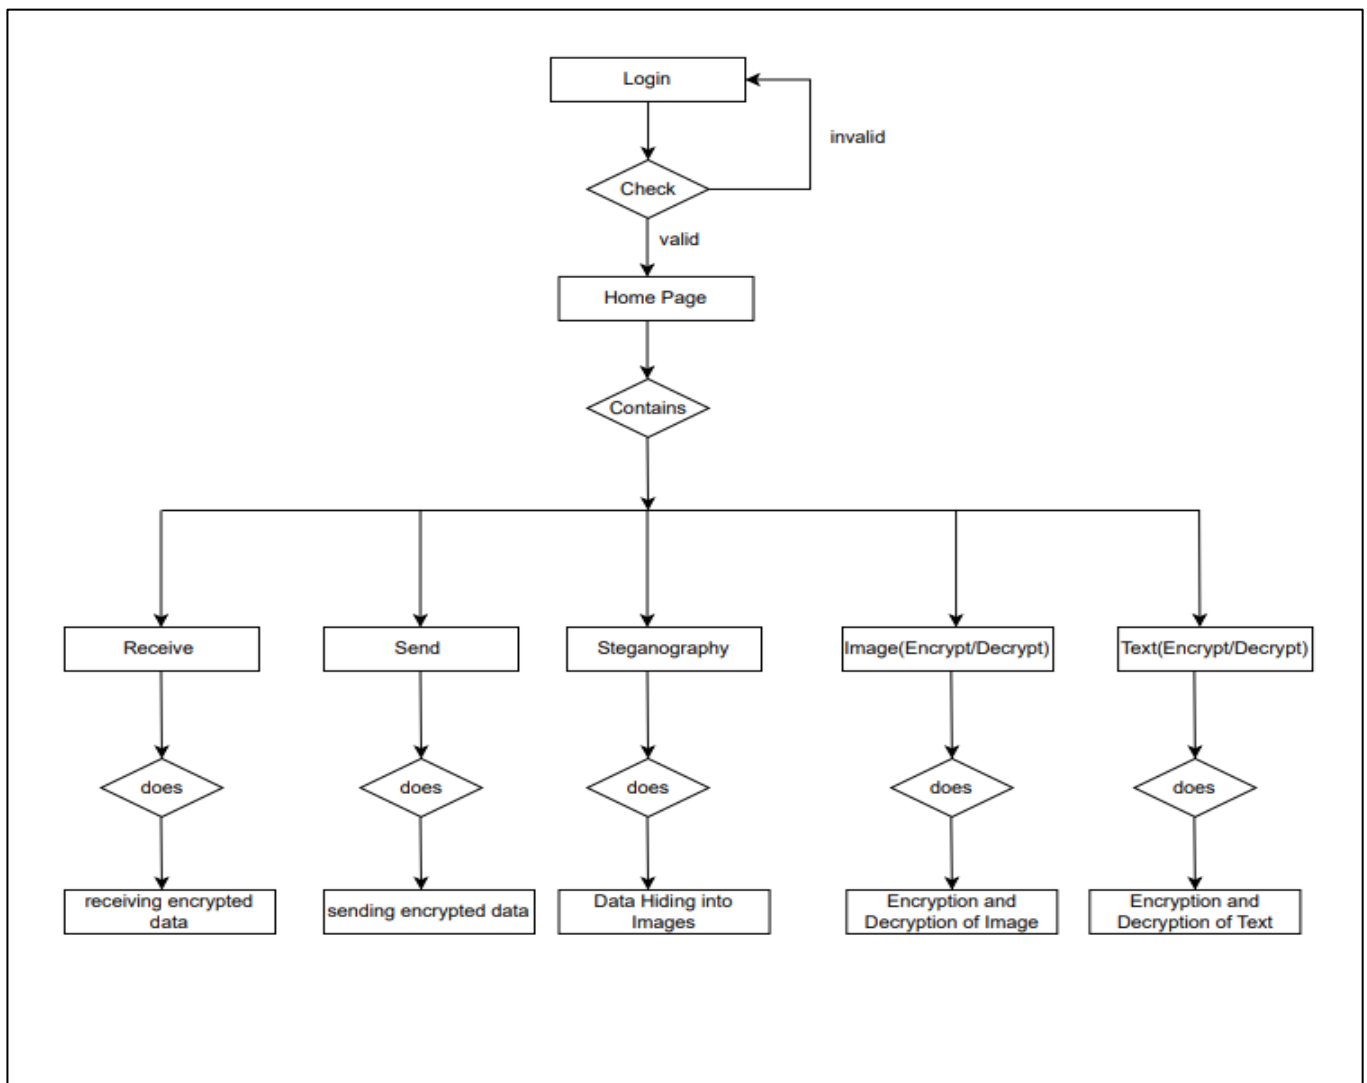 Login
invalid
Check
valid
Home Page
Contains
Receive
Send
Steganography
Image(Encrypt/Decrypt)
Text(Encrypt/Decrypt)
does
does
does
does
does
receiving encrypted
data
sending encrypted data
Data Hiding into
Images
Encryption and
Decryption of Image
Encryption and
Decryption of Text